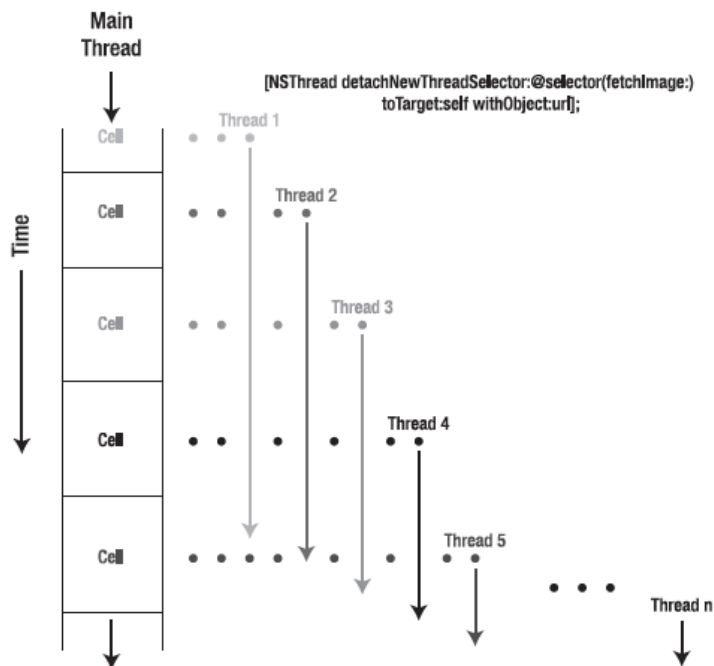 Main
Thread
[NSThread detachNewThreadSelector:@selector(fetchImage:)
toTarget:self withObject:url];
Cell
Thread 1
Cell
Thread 2
Time
Cell
Thread 3
Cell
Thread 4
Cell
Thread 5
Thread n